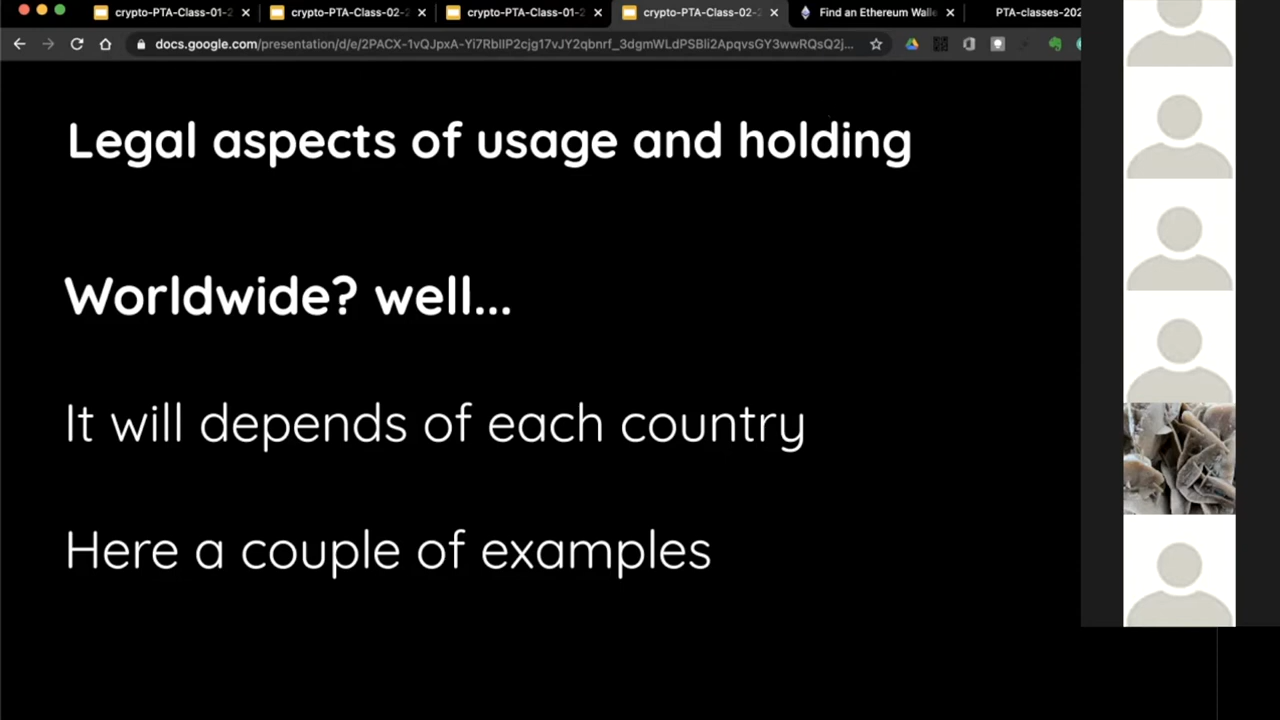 crypto-PTA-Class-01-2
crypto-PTA-Class-02-2
crypto-PTA-Class-01-2
crypto-PTA-Class-02-2
Find an Ethereum Walle
PTA-classes-202
docs.google.com/presentation/d/e/2PACX-1vQJpxA-Yi7RbIIP2cjg17vJY2qbnrf_3dgmWLdPSBli2ApqvsGY3wwRQsQ2j...
Legal aspects of usage and holding
Worldwide? well...
It will depends of each country
Here a couple of examples